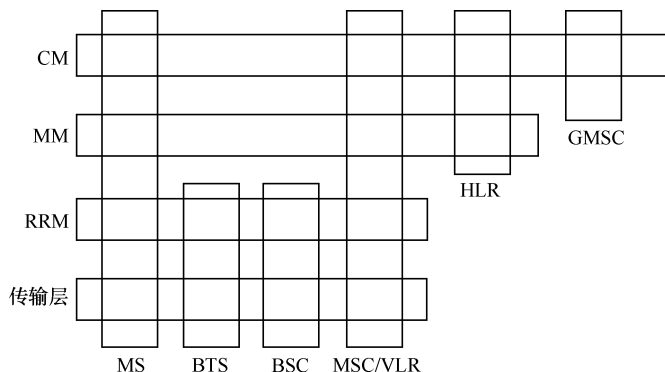 CM
MM
GMSC
HLR
RRM
传输层
MS BTS BSC MSC/VLR